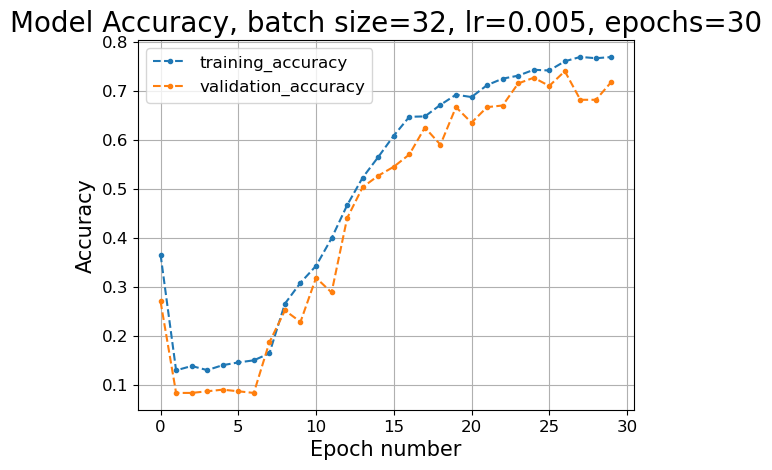 Model Accuracy, batch size=32, lr=0.005, epochs=30
0.8
0.7
0.6
0.5
0.4
0.3
0.2
0.1
Accuracy
training_accuracy
validation_accuracy
0 5 10 15 20 25 30
Epoch number